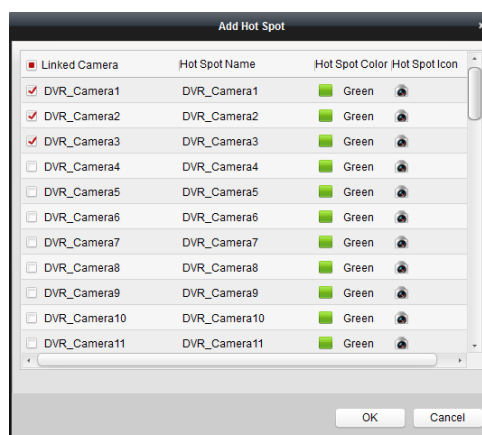 Add Hot Spot
Linked Camera Hot Spot Name Hot Spot Color Hot Spot Icon
DVR_Camera1 DVR_Camera1 Green
DVR_Camera2 DVR_Camera2 Green
DVR_Camera3 DVR_Camera3 Green
DVR_Camera4 DVR_Camera4 Green
DVR_Camera5 DVR_Camera5 Green
DVR_Camera6 DVR_Camera6 Green
DVR_Camera7 DVR_Camera7 Green
DVR_Camera8 DVR_Camera8 Green
DVR_Camera9 DVR_Camera9 Green
DVR_Camera10 DVR_Camera10 Green
DVR_Camera11 DVR_Camera11 Green
OK Cancel